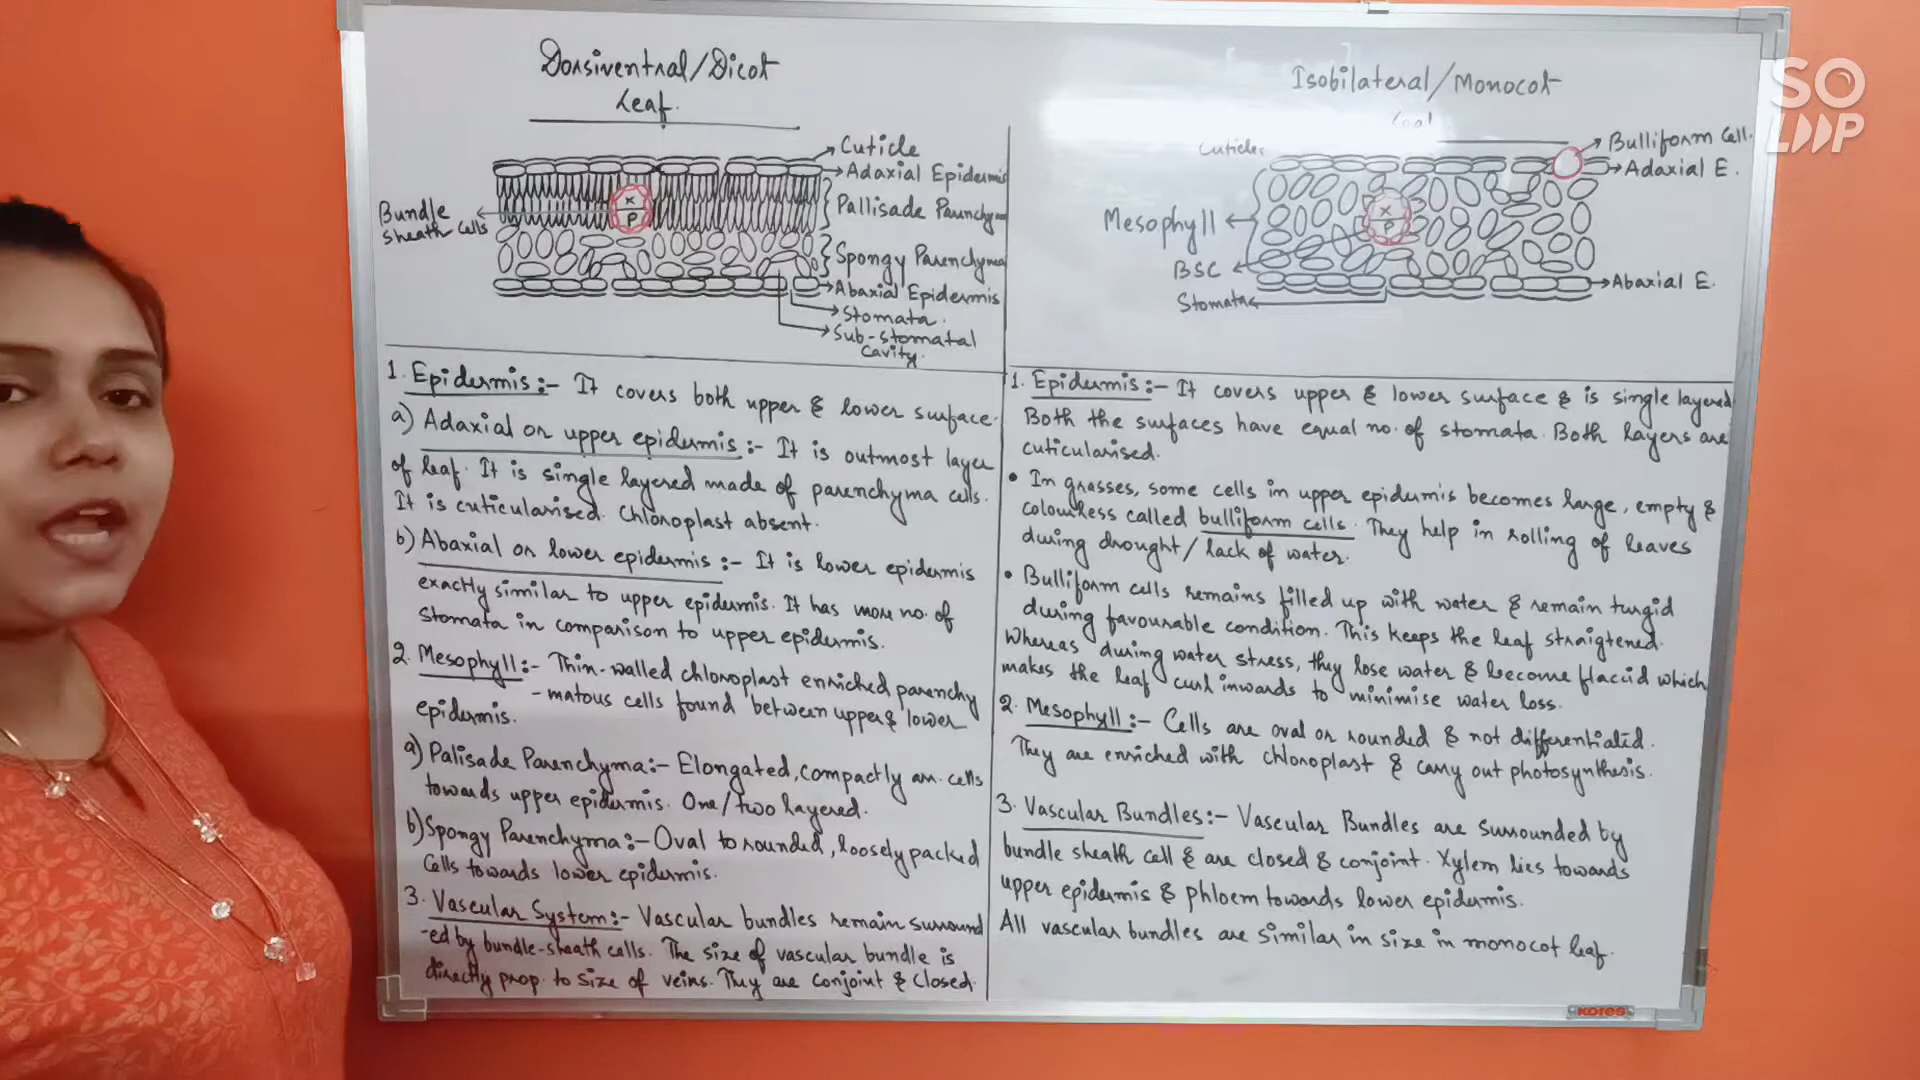 Dorsiventral/Dicot
Leaf.
Cuticle
Adaxial Epidermis
Pallisade Parnchyma
Bundle
Sheath Cells
X
P
Spongy Parenchyma
Abaxial Epidermis
Stomata.
Sub-stomatal
Cavity.
1. Epidermis:- It covers both upper & lower surface.
a) Adaxial or upper epidermis:- It is outmost layer
of leaf. It is single layered made of parenchyma cells.
It is cuticularised. Chloroplast absent.
b) Abaxial or lower epidermis:- It is lower epidermis
exactly similar to upper epidermis. It has more no. of
stomata in comparison to upper epidermis.
2. Mesophyll:- Thin-walled chloroplast enriched parenchy
-matous cells found between upper & lower
epidermis.
a) Palisade Parenchyma:- Elongated, compactly arr. cells
towards upper epidermis. One/two layered.
b) Spongy Parenchyma:- Oval to rounded, loosely packed
Cells towards lower epidermis.
3. Vascular System:- Vascular bundles remain surround
-ed by bundle-sheath cells. The size of vascular bundle is
directly prop. to size of veins. They are conjoint & closed.
Isobilateral/Monocot
Cuticle
Bulliform Cell.
Adaxial E.
Mesophyll
X
P
BSC
Stomata
Abaxial E.
1. Epidermis:- It covers upper & lower surface & is single layered.
Both the surfaces have equal no. of stomata. Both layers are
cuticularised.
• In grasses, some cells in upper epidermis becomes large, empty &
colourless called bulliform cells. They help in rolling of leaves
during drought/lack of water.
• Bulliform cells remains filled up with water & remain turgid
during favourable condition. This keeps the leaf straigtened.
Whereas during water stress, they lose water & become flaccid which
makes the leaf curl inwards to minimise water loss.
2. Mesophyll:- Cells are oval or rounded & not differentiated.
They are enriched with chloroplast & carry out photosynthesis.
3. Vascular Bundles:- Vascular Bundles are surrounded by
bundle sheath cell & are closed & conjoint. Xylem lies towards
upper epidermis & phloem towards lower epidermis.
All vascular bundles are similar in size in monocot leaf.
KORES
SO
LOOP